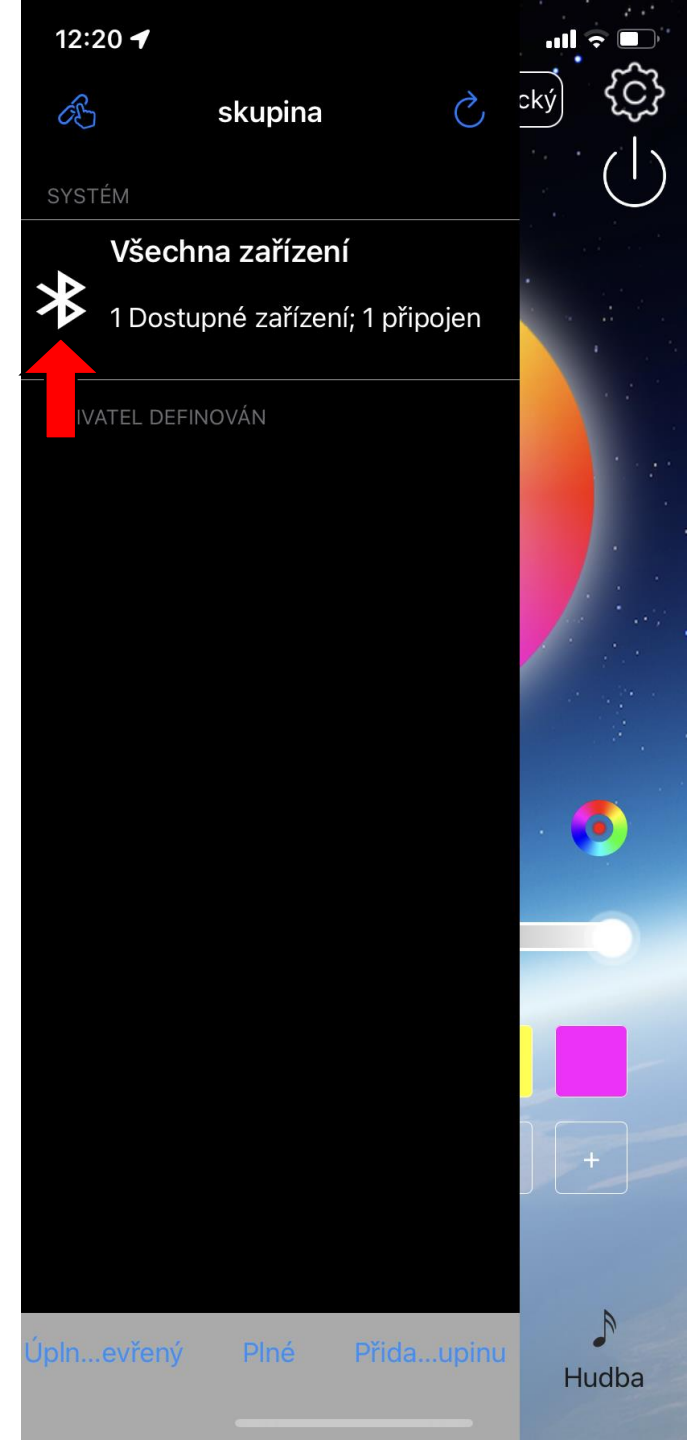 12:20
cký
skupina
SYSTÉM
Všechna zařízení
1 Dostupné zařízení; 1 připojen
IVATEL DEFINOVÁN
+
Úpln...evřený
Plné
Přida...upinu
Hudba